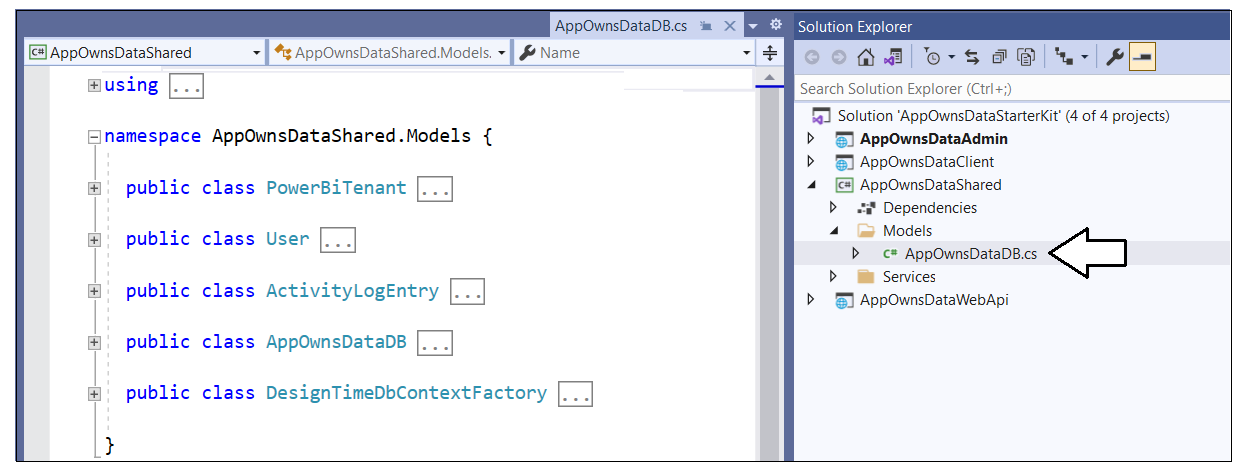 AppOwnsDataDB.cs
C# AppOwnsDataShared
AppOwnsDataShared.Models.
Name
using ...
namespace AppOwnsDataShared.Models {
public class PowerBiTenant ...
public class User ...
public class ActivityLogEntry ...
public class AppOwnsDataDB ...
public class DesignTimeDbContextFactory ...
}
Solution Explorer
Search Solution Explorer (Ctrl+;)
Solution 'AppOwnsDataStarterKit' (4 of 4 projects)
AppOwnsDataAdmin
AppOwnsDataClient
C# AppOwnsDataShared
Dependencies
Models
C# AppOwnsDataDB.cs
Services
AppOwnsDataWebApi